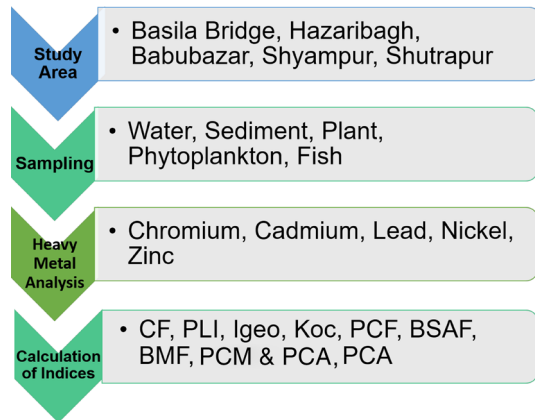 Study
Area
• Basila Bridge, Hazaribagh,
Babubazar, Shyampur, Shutrapur
Sampling
• Water, Sediment, Plant,
Phytoplankton, Fish
Heavy
Metal
Analysis
• Chromium, Cadmium, Lead, Nickel,
Zinc
Calculation
of Indices
• CF, PLI, Igeo, Koc, PCF, BSAF,
BMF, PCM & PCA, PCA